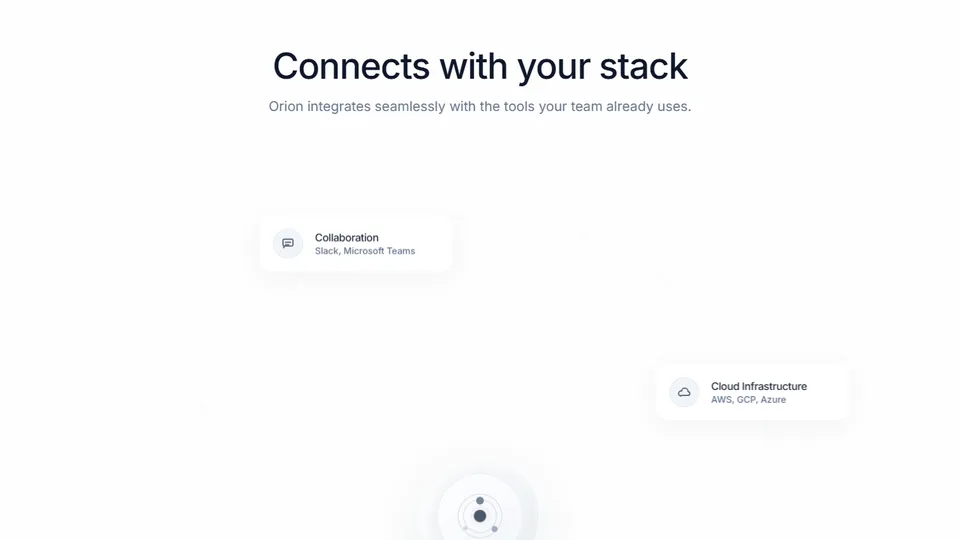 Connects with your stack
Orion integrates seamlessly with the tools your team already uses.
Collaboration
Slack, Microsoft Teams
Cloud Infrastructure
AWS, GCP, Azure